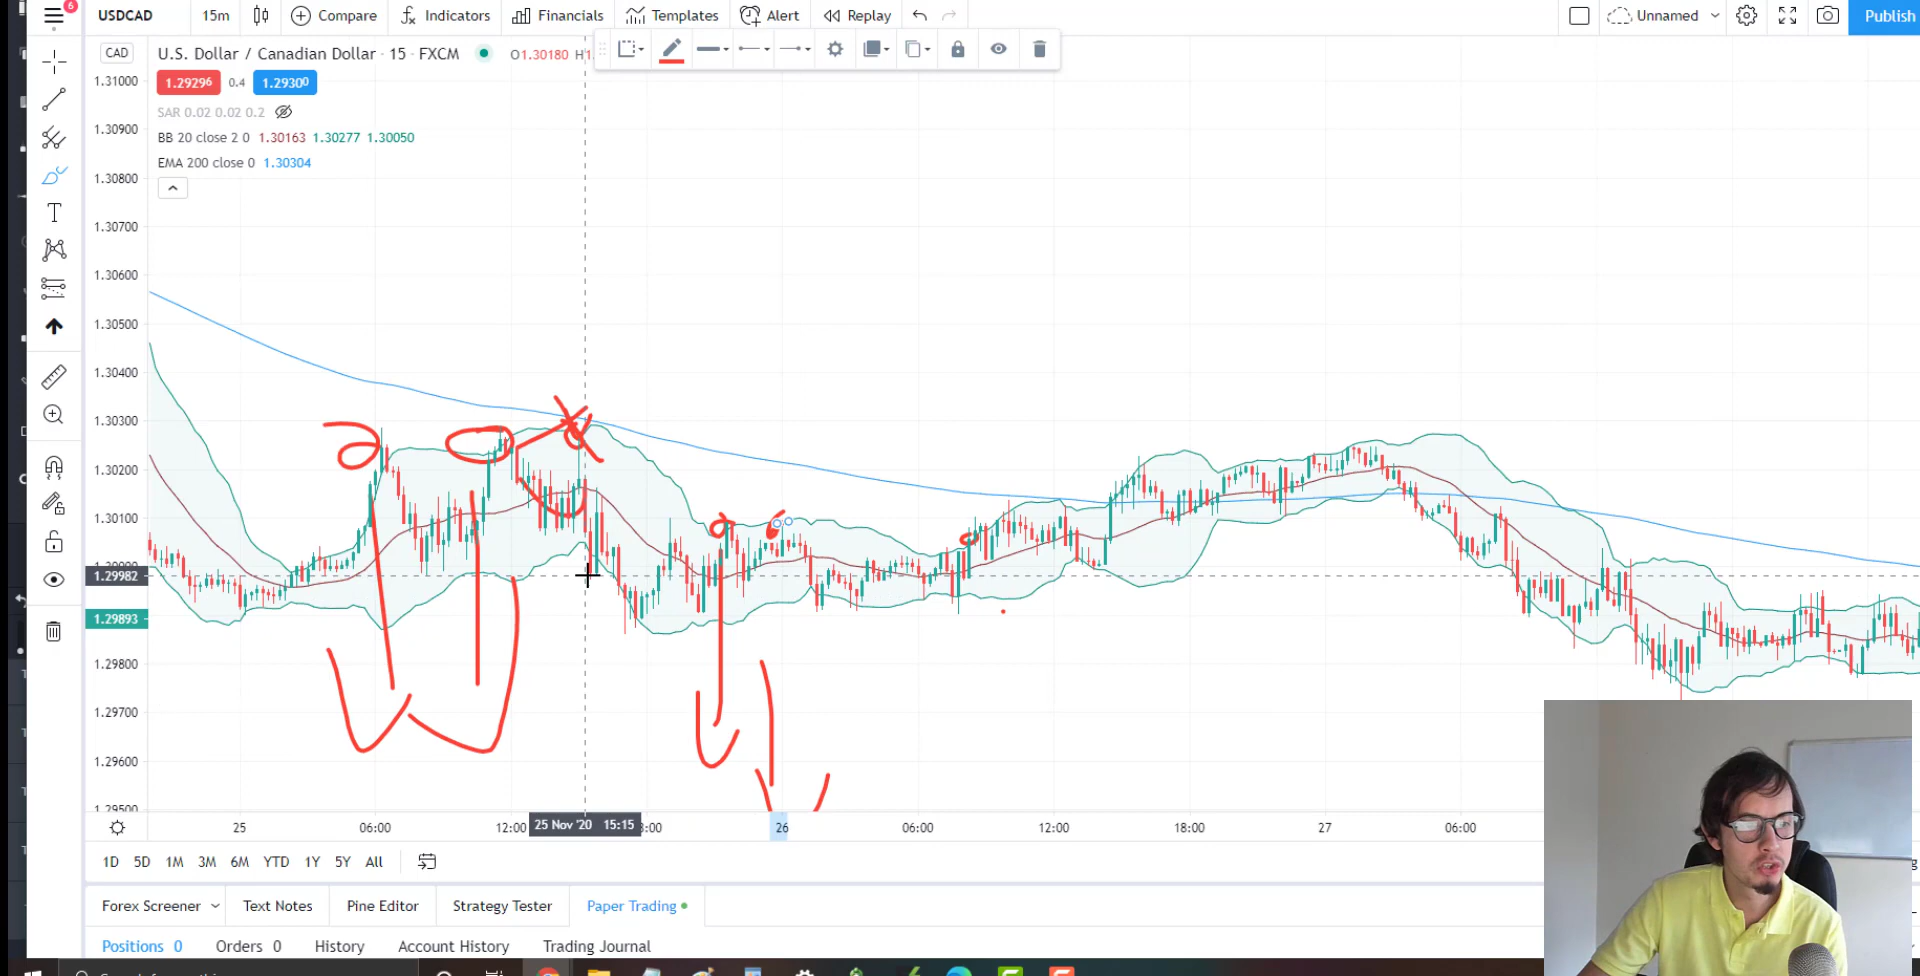 6
USDCAD 15m Compare Indicators Financials Templates Alert Replay Unnamed Publish
CAD U.S. Dollar / Canadian Dollar · 15 · FXCM O1.30180 H1
1.29296 0.4 1.29300
SAR 0.02 0.02 0.2
BB 20 close 2 0 1.30163 1.30277 1.30050
EMA 200 close 0 1.30304
1.31000
1.30900
1.30800
1.30700
1.30600
1.30500
1.30400
1.30300
1.30200
1.30100
1.29982
1.29893
1.29800
1.29700
1.29600
1.29500
25 06:00 12:00 25 Nov '20 15:15 26 06:00 12:00 18:00 27 06:00
1D 5D 1M 3M 6M YTD 1Y 5Y All
Forex Screener Text Notes Pine Editor Strategy Tester Paper Trading
Positions 0 Orders 0 History Account History Trading Journal